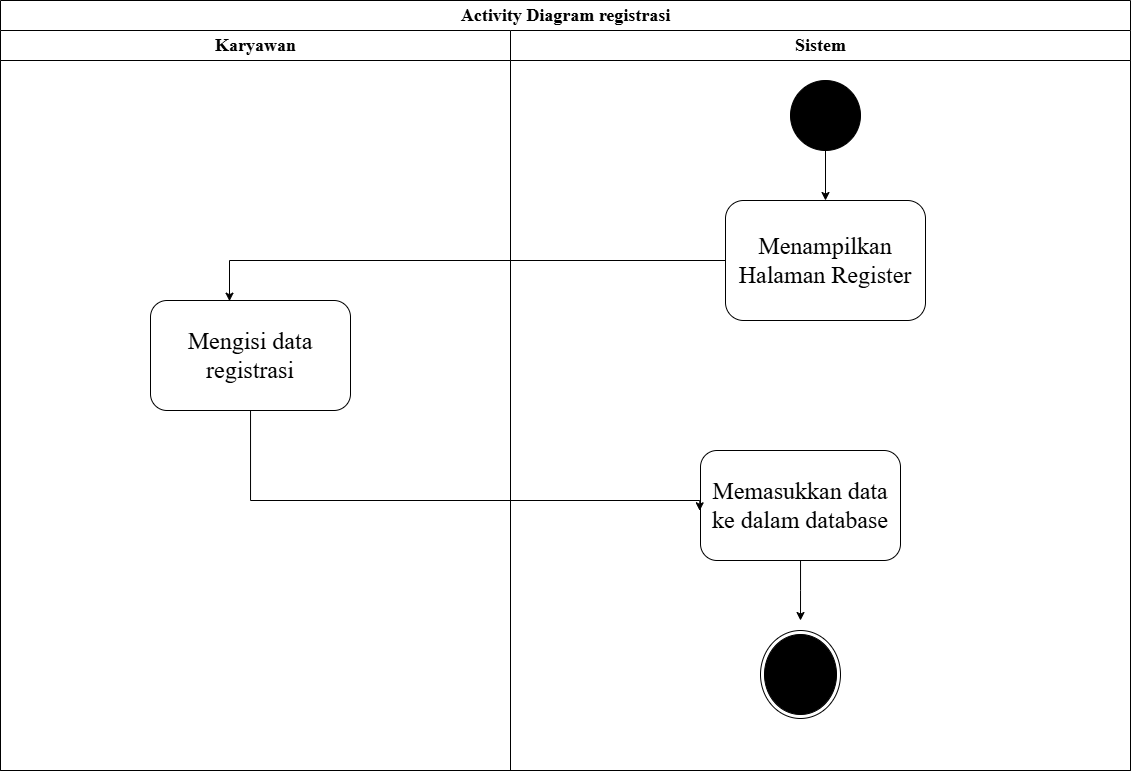 Activity Diagram registrasi
Karyawan
Sistem
Menampilkan
Halaman Register
Mengisi data
registrasi
Memasukkan data
ke dalam database